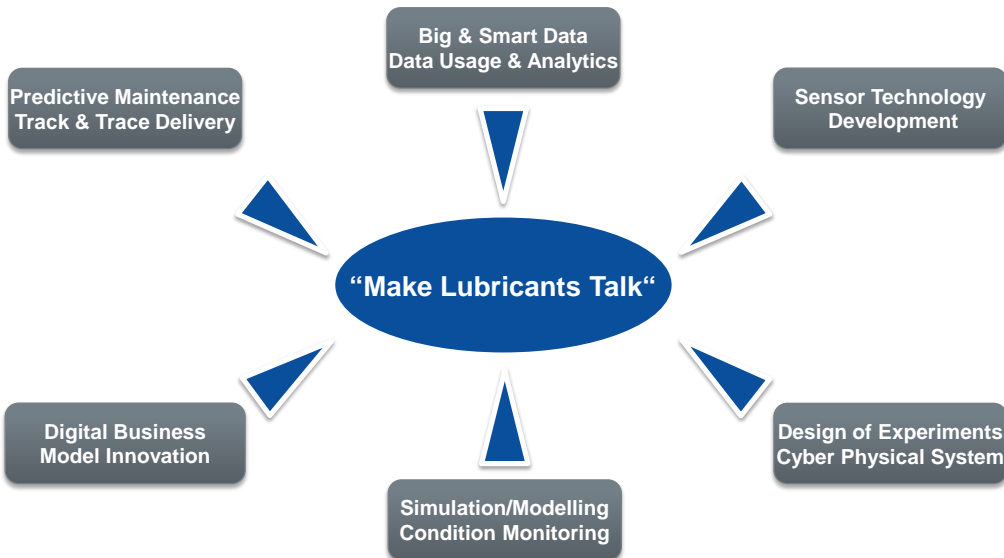 Big & Smart Data
Data Usage & Analytics
Predictive Maintenance
Track & Trace Delivery
Sensor Technology
Development
“Make Lubricants Talk“
Digital Business
Model Innovation
Design of Experiments
Cyber Physical System
Simulation/Modelling
Condition Monitoring